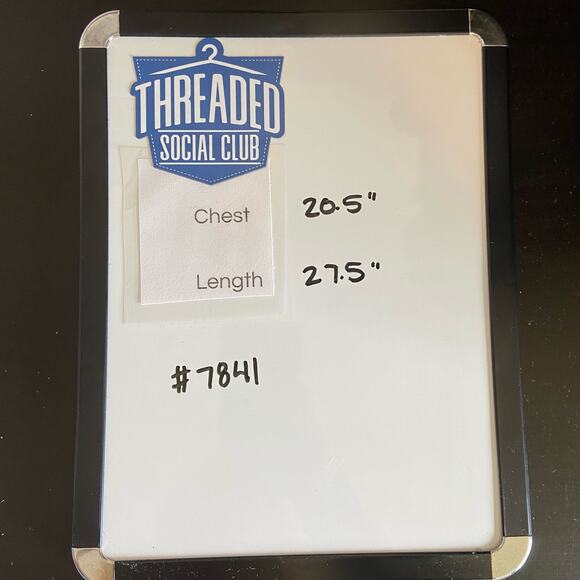 THREADED
SOCIAL CLUB
Chest 20.5"
Length 27.5"
#7841